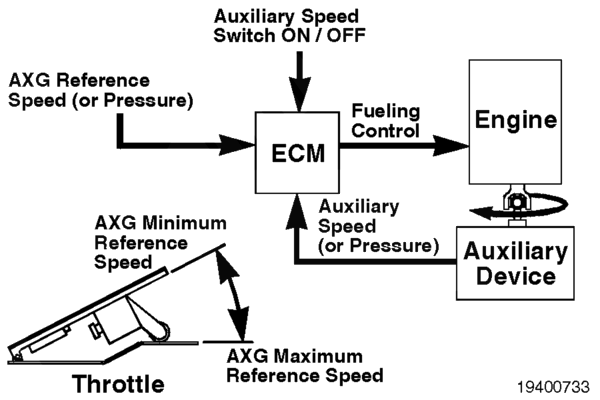 Auxiliary Speed
Switch ON / OFF
AXG Reference
Speed (or Pressure)
ECM
Fueling
Control
Engine
Auxiliary
Speed
(or Pressure)
Auxiliary
Device
AXG Minimum
Reference
Speed
AXG Maximum
Reference Speed
Throttle
19400733